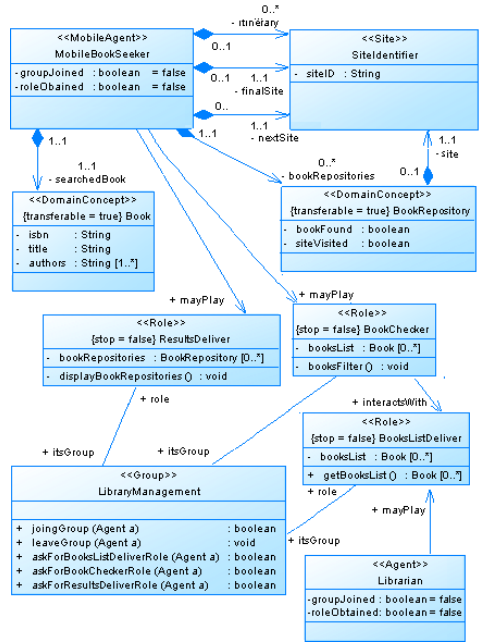 <<MobileAgent>>
MobileBookSeeker
- groupJoined : boolean = false
- roleObained : boolean = false
0..*
- itinerary
0..1
<<Site>>
SiteIdentifier
- siteID : String
0..1
1..1
- finalSite
0..
1..1
- nextSite
1..1
1..1
- searchedBook
1..1
0..*
- bookRepositories
1..1
- site
0..1
<<DomainConcept>>
{transferable = true} Book
- isbn : String
- title : String
- authors : String [1..*]
<<DomainConcept>>
{transferable = true} BookRepository
- bookFound : boolean
- siteVisited : boolean
+ mayPlay
+ mayPlay
<<Role>>
{stop = false} ResultsDeliver
- bookRepositories : BookRepository [0..*]
- displayBookRepositories () : void
<<Role>>
{stop = false} BookChecker
- booksList : Book [0..*]
- booksFilter () : void
+ role
+ interactsWith
+ itsGroup
+ itsGroup
<<Role>>
{stop = false} BooksListDeliver
- booksList : Book [0..*]
+ getBooksList () : Book [0..*]
<<Group>>
LibraryManagement
+ joingGroup (Agent a) : boolean
+ leaveGroup (Agent a) : void
+ askForBooksListDeliverRole (Agent a) : boolean
+ askForBookCheckerRole (Agent a) : boolean
+ askForResultsDeliverRole (Agent a) : boolean
+ role
+ mayPlay
+ itsGroup
<<Agent>>
Librarian
-groupJoined : boolean = false
-roleObtained: boolean = false